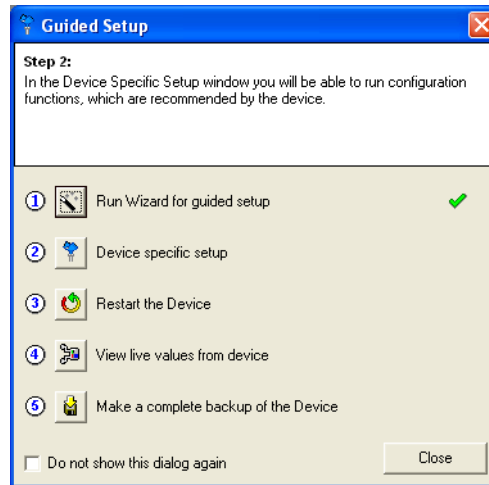 Guided Setup
Step 2:
In the Device Specific Setup window you will be able to run configuration
functions, which are recommended by the device.
1 Run Wizard for guided setup
2 Device specific setup
3 Restart the Device
4 View live values from device
5 Make a complete backup of the Device
Do not show this dialog again
Close